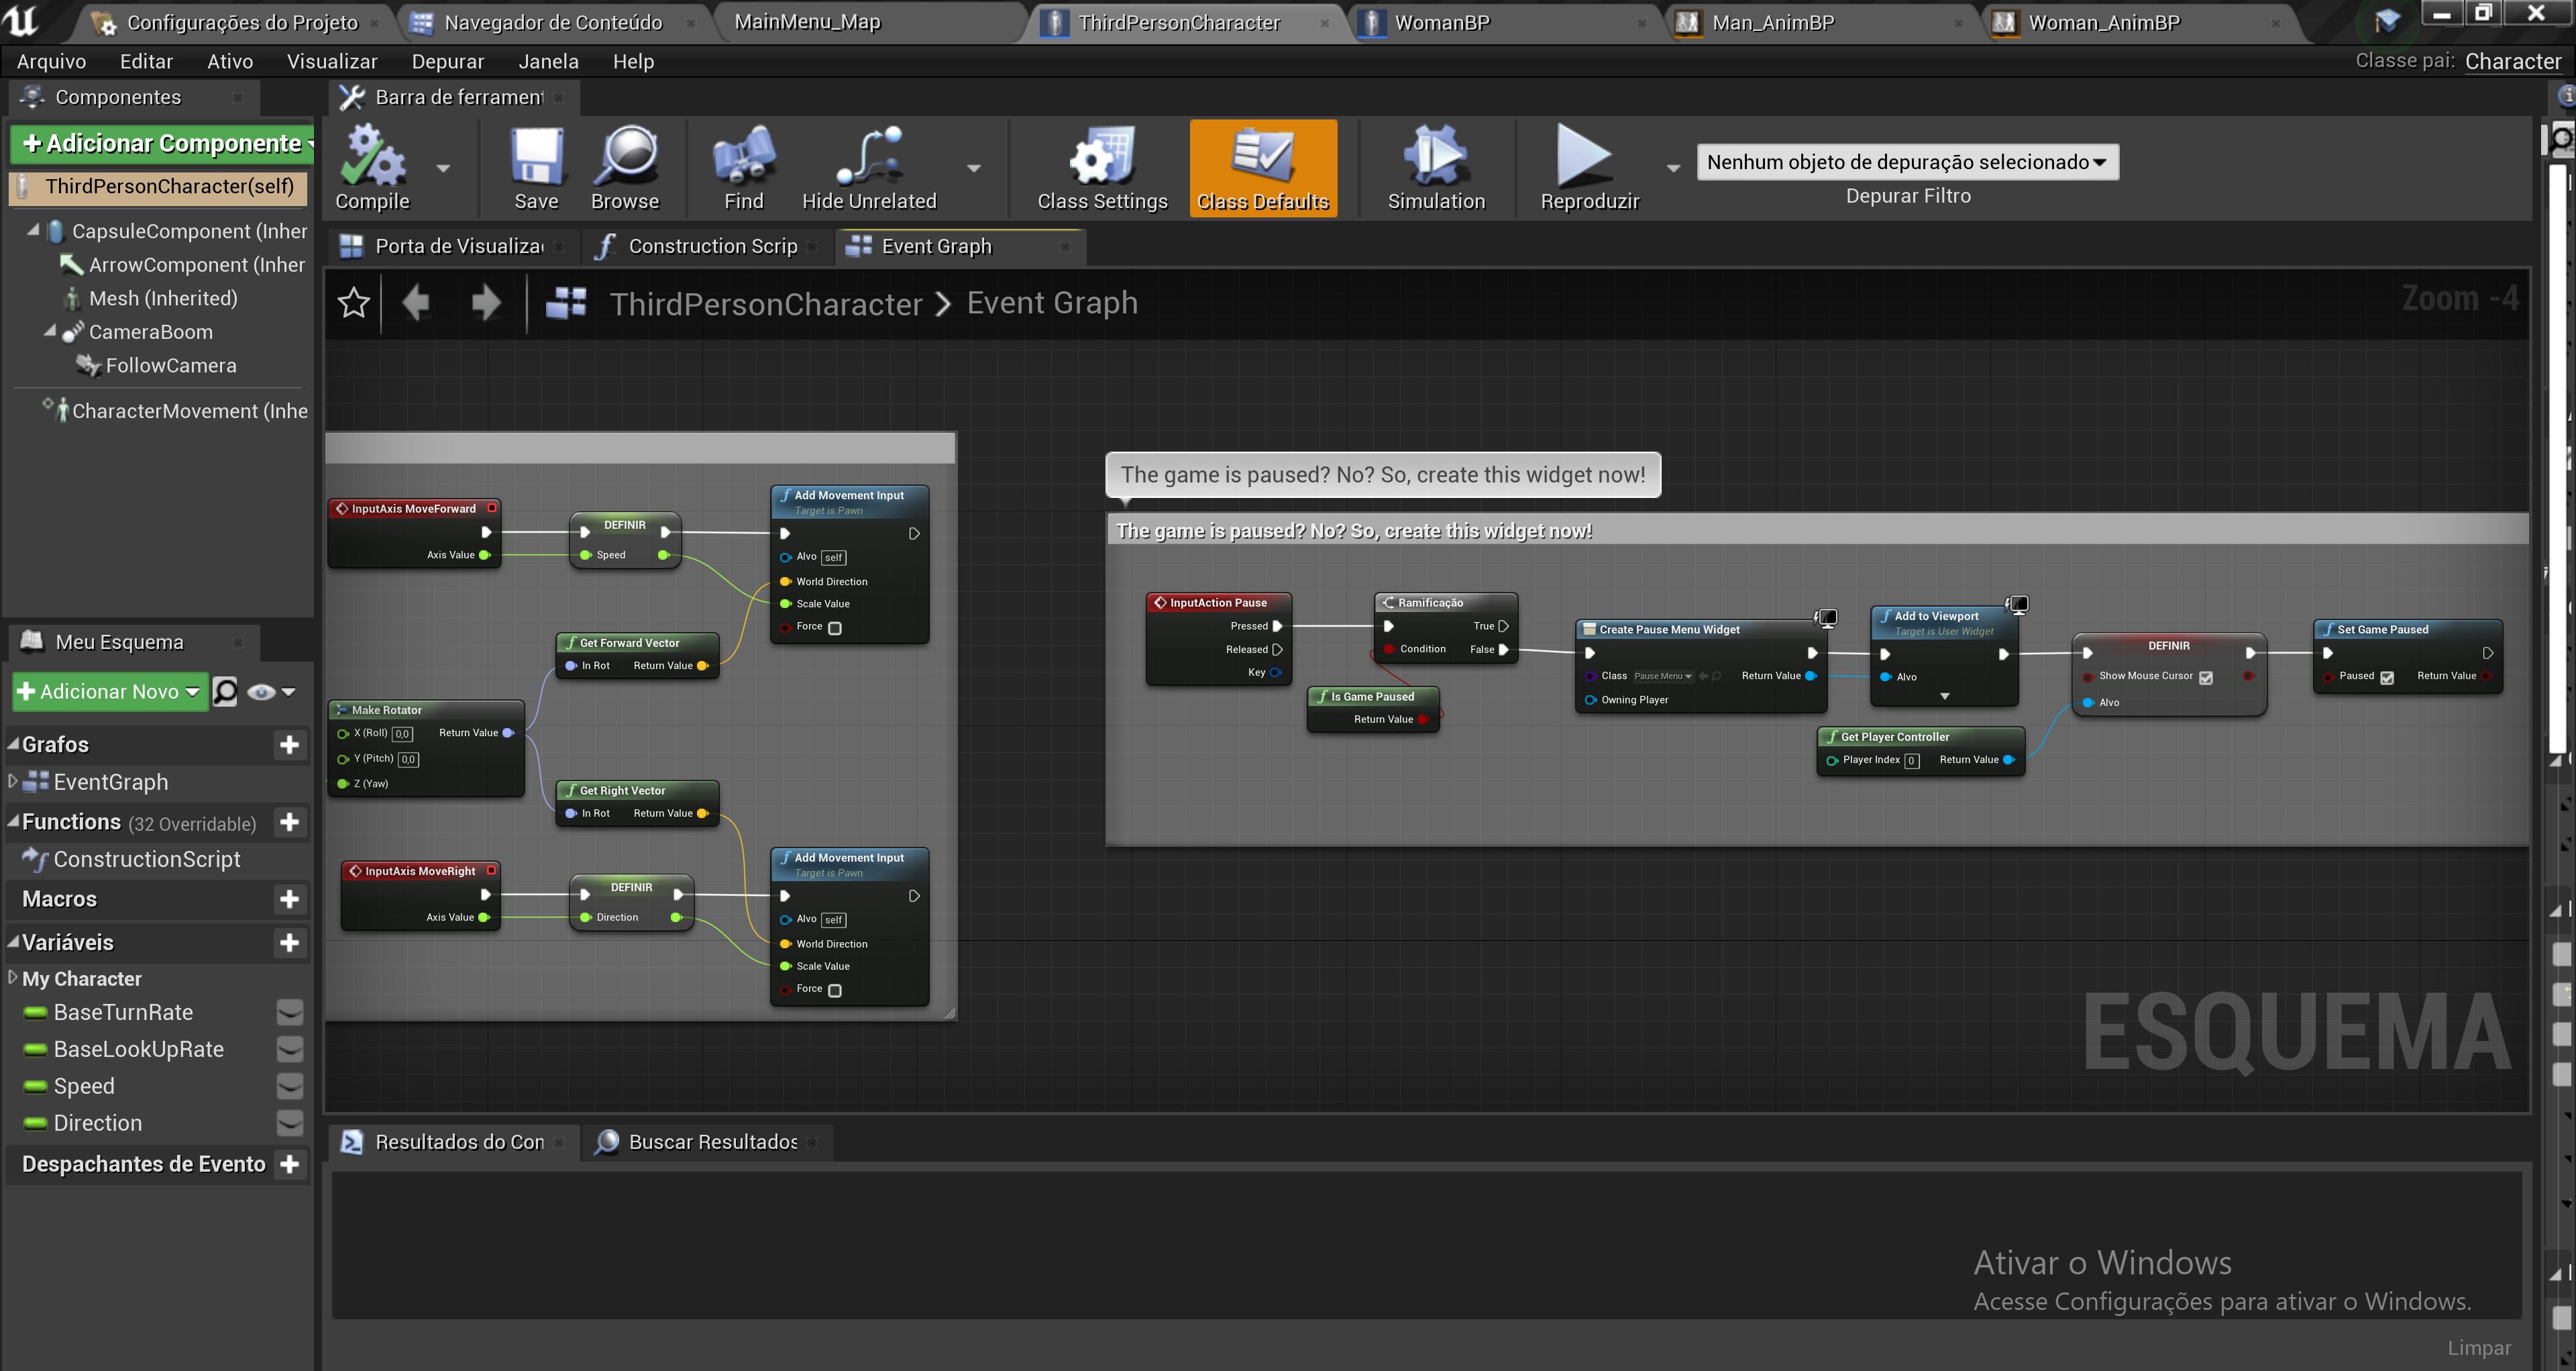 Configurações do Projeto
Navegador de Conteúdo
MainMenu_Map
ThirdPersonCharacter
WomanBP
Man_AnimBP
Woman_AnimBP
Arquivo Editar Ativo Visualizar Depurar Janela Help
Classe pai: Character
Componentes
Barra de ferrament
+ Adicionar Componente
ThirdPersonCharacter(self)
CapsuleComponent (Inher
ArrowComponent (Inher
Mesh (Inherited)
CameraBoom
FollowCamera
CharacterMovement (Inhe
Compile
Save
Browse
Find
Hide Unrelated
Class Settings
Class Defaults
Simulation
Reproduzir
Nenhum objeto de depuração selecionado
Depurar Filtro
Porta de Visualiza
Construction Scrip
Event Graph
ThirdPersonCharacter > Event Graph
Zoom -4
InputAxis MoveForward
Axis Value
DEFINIR
Speed
Add Movement Input
Target is Pawn
Alvo self
World Direction
Scale Value
Force
Get Forward Vector
In Rot Return Value
Make Rotator
X (Roll) 0,0 Return Value
Y (Pitch) 0,0
Z (Yaw)
Get Right Vector
In Rot Return Value
InputAxis MoveRight
Axis Value
DEFINIR
Direction
Add Movement Input
Target is Pawn
Alvo self
World Direction
Scale Value
Force
The game is paused? No? So, create this widget now!
The game is paused? No? So, create this widget now!
InputAction Pause
Pressed
Released
Key
Ramificação
True
Condition False
Is Game Paused
Return Value
Create Pause Menu Widget
Class Pause Menu Return Value
Owning Player
Add to Viewport
Target is User Widget
Alvo
Get Player Controller
Player Index 0 Return Value
DEFINIR
Show Mouse Cursor
Alvo
Set Game Paused
Paused Return Value
ESQUEMA
Meu Esquema
+ Adicionar Novo
Grafos
EventGraph
Functions (32 Overridable)
ConstructionScript
Macros
Variáveis
My Character
BaseTurnRate
BaseLookUpRate
Speed
Direction
Despachantes de Evento
Resultados do Con
Buscar Resultados
Ativar o Windows
Acesse Configurações para ativar o Windows.
Limpar